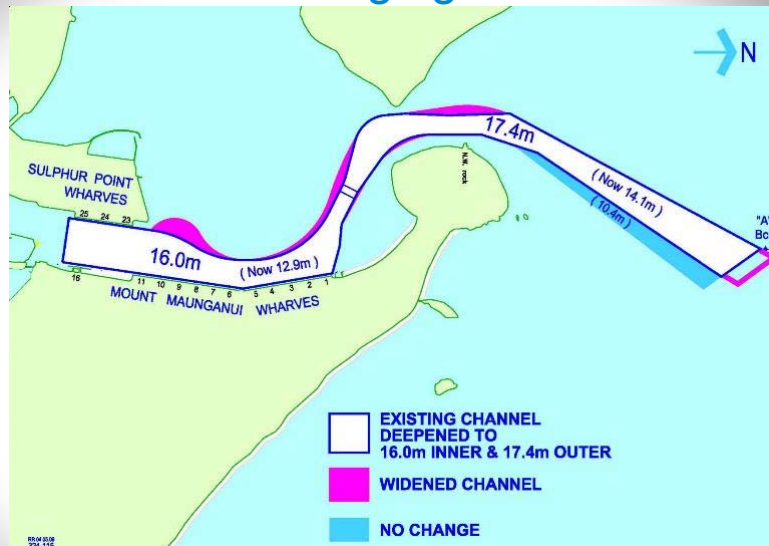 N
17.4m
SULPHUR POINT
WHARVES
N.W. rock
( Now 14.1m )
( 10.4m )
"A"
25 24 23
16.0m
( Now 12.9m )
16
11 10 9 8 7 6 5 4 3 2 1
MOUNT MAUNGANUI WHARVES
EXISTING CHANNEL
DEEPENED TO
16.0m INNER & 17.4m OUTER
WIDENED CHANNEL
NO CHANGE